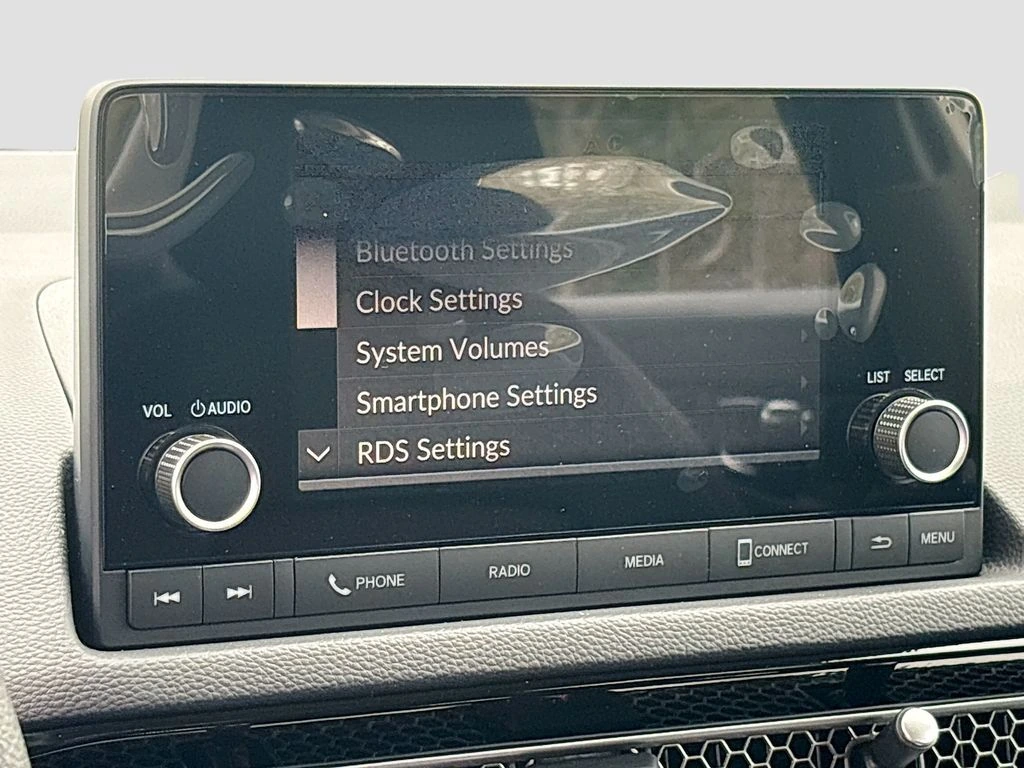 Bluetooth Settings
Clock Settings
System Volumes
Smartphone Settings
RDS Settings
VOL AUDIO
LIST SELECT
PHONE
RADIO
MEDIA
CONNECT
MENU